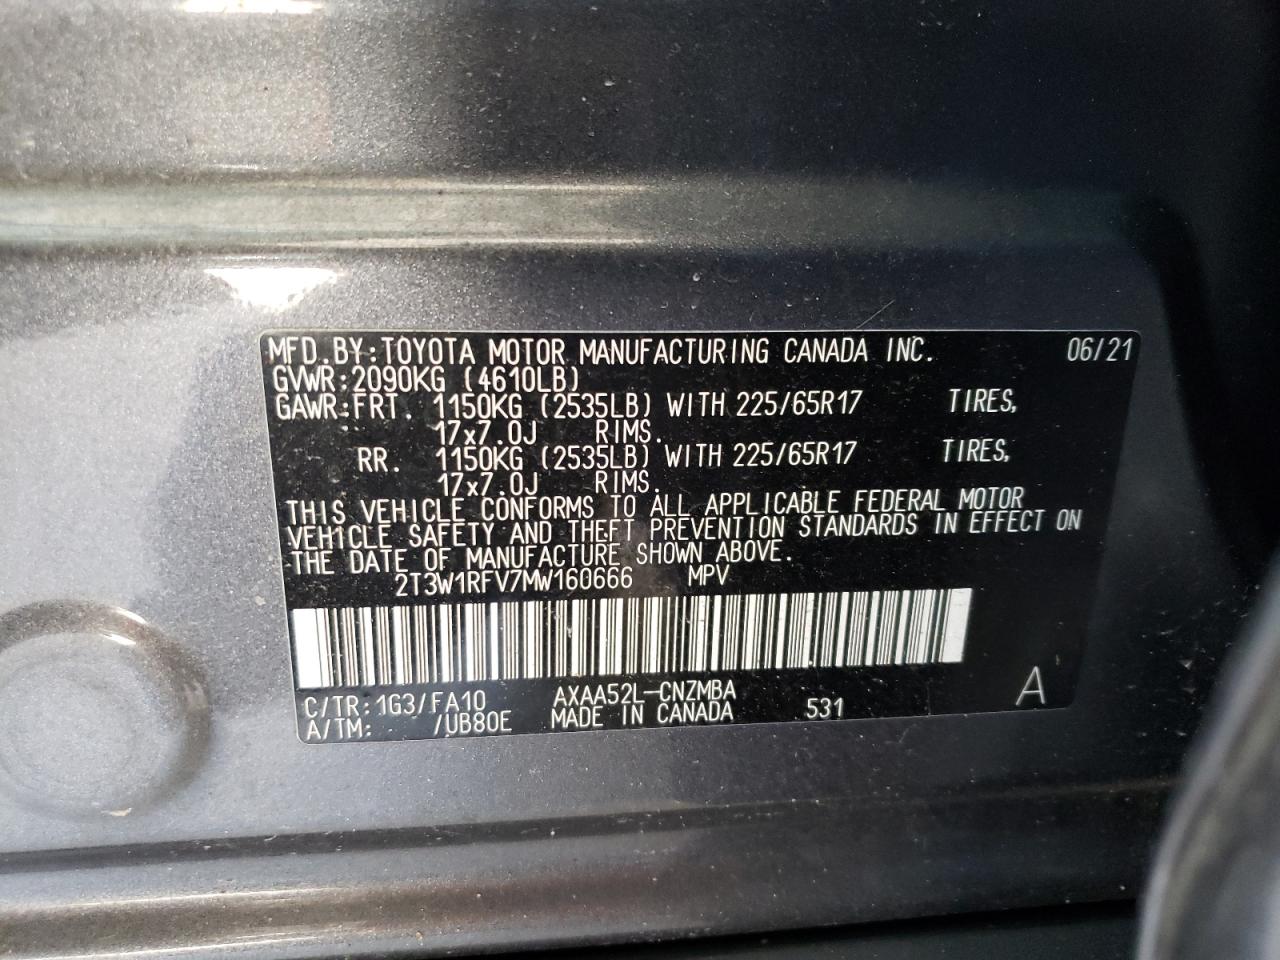 MFD.BY:TOYOTA MOTOR MANUFACTURING CANADA INC. 06/21
GVWR:2090KG (4610LB)
GAWR:FRT. 1150KG (2535LB) WITH 225/65R17 TIRES,
17x7.0J RIMS.
RR. 1150KG (2535LB) WITH 225/65R17 TIRES,
17x7.0J RIMS.
THIS VEHICLE CONFORMS TO ALL APPLICABLE FEDERAL MOTOR
VEHICLE SAFETY AND THEFT PREVENTION STANDARDS IN EFFECT ON
THE DATE OF MANUFACTURE SHOWN ABOVE.
2T3W1RFV7MW160666 MPV
C/TR:1G3/FA10 AXAA52L-CNZMBA A
A/TM: /UB80E MADE IN CANADA 531